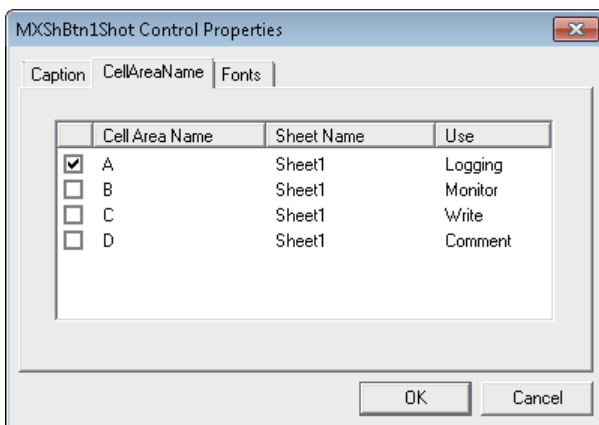 MXShBtn1Shot Control Properties
Caption CellAreaName Fonts
Cell Area Name Sheet Name Use
A Sheet1 Logging
B Sheet1 Monitor
C Sheet1 Write
D Sheet1 Comment
OK Cancel